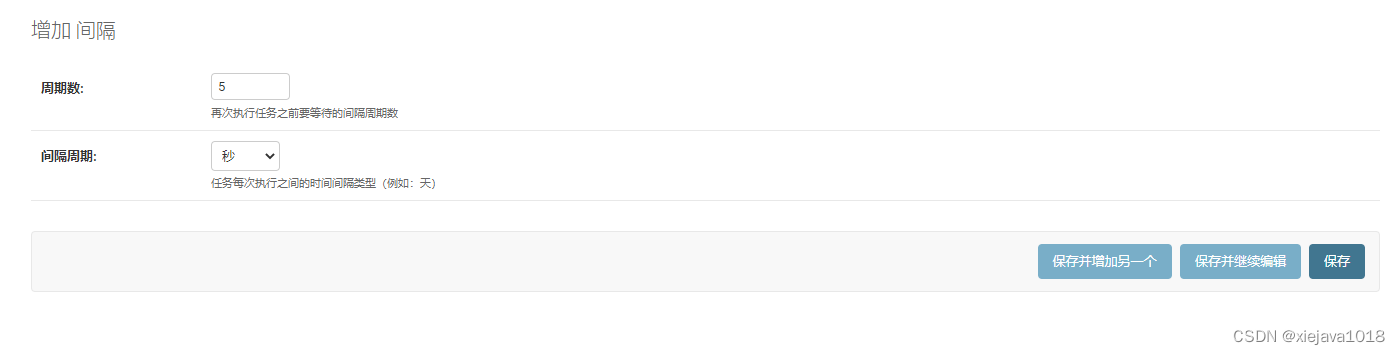 增加 间隔
周期数:
5
再次执行任务之前要等待的间隔周期数
间隔周期:
秒
任务每次执行之间的时间间隔类型（例如：天）
保存并增加另一个
保存并继续编辑
保存
CSDN @xiejava1018